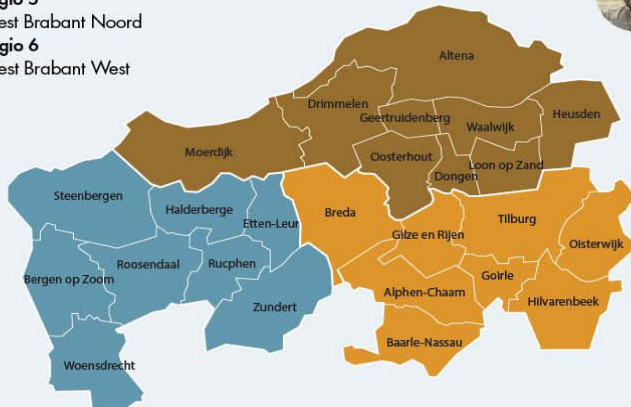 est Brabant Noord
gio 6
est Brabant West
Altena
Drimmelen
Geertruidenberg
Waalwijk
Heusden
Moerdijk
Oosterhout
Dongen
Loon op Zand
Steenbergen
Halderberge
Etten-Leur
Breda
Gilze en Rijen
Tilburg
Oisterwijk
Bergen op Zoom
Roosendaal
Rucphen
Zundert
Alphen-Chaam
Goirle
Hilvarenbeek
Baarle-Nassau
Woensdrecht